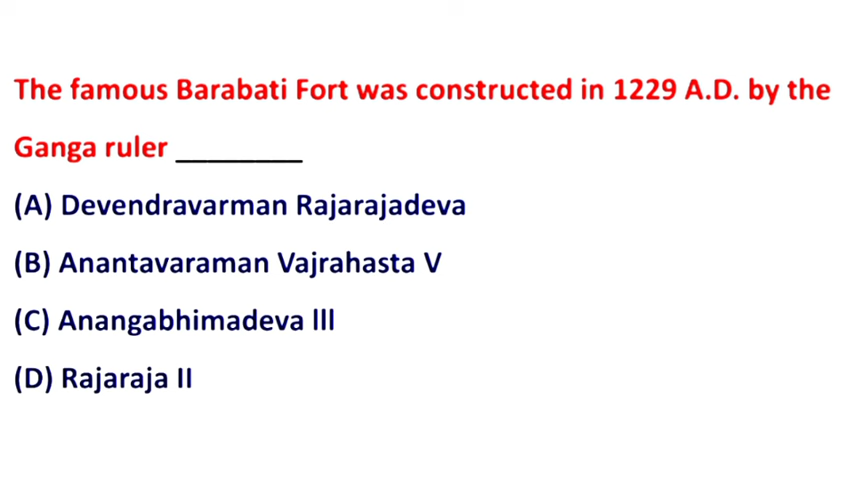 The famous Barabati Fort was constructed in 1229 A.D. by the
Ganga ruler ________
(A) Devendravarman Rajarajadeva
(B) Anantavaraman Vajrahasta V
(C) Anangabhimadeva lll
(D) Rajaraja II